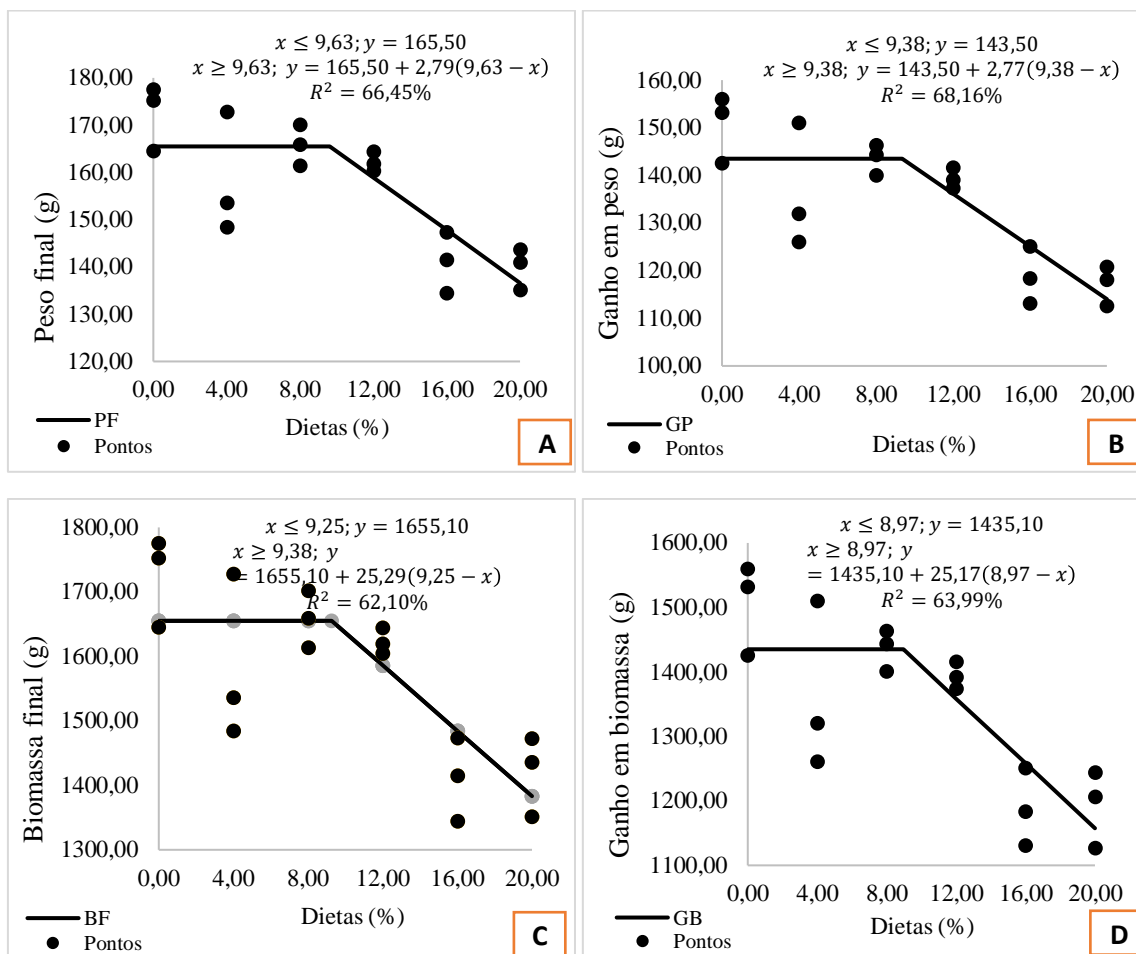 x ≤ 9,63; y = 165,50
x ≥ 9,63; y = 165,50 + 2,79(9,63 − x)
R² = 66,45%
Peso final (g)
180,00
170,00
160,00
150,00
140,00
130,00
120,00
0,00 4,00 8,00 12,00 16,00 20,00
Dietas (%)
PF
Pontos
A
x ≤ 9,38; y = 143,50
x ≥ 9,38; y = 143,50 + 2,77(9,38 − x)
R² = 68,16%
Ganho em peso (g)
160,00
150,00
140,00
130,00
120,00
110,00
100,00
0,00 4,00 8,00 12,00 16,00 20,00
Dietas (%)
GP
Pontos
B
x ≤ 9,25; y = 1655,10
x ≥ 9,38; y
= 1655,10 + 25,29(9,25 − x)
R² = 62,10%
Biomassa final (g)
1800,00
1700,00
1600,00
1500,00
1400,00
1300,00
0,00 4,00 8,00 12,00 16,00 20,00
Dietas (%)
BF
Pontos
C
x ≤ 8,97; y = 1435,10
x ≥ 8,97; y
= 1435,10 + 25,17(8,97 − x)
R² = 63,99%
Ganho em biomassa (g)
1600,00
1500,00
1400,00
1300,00
1200,00
1100,00
0,00 4,00 8,00 12,00 16,00 20,00
Dietas (%)
GB
Pontos
D